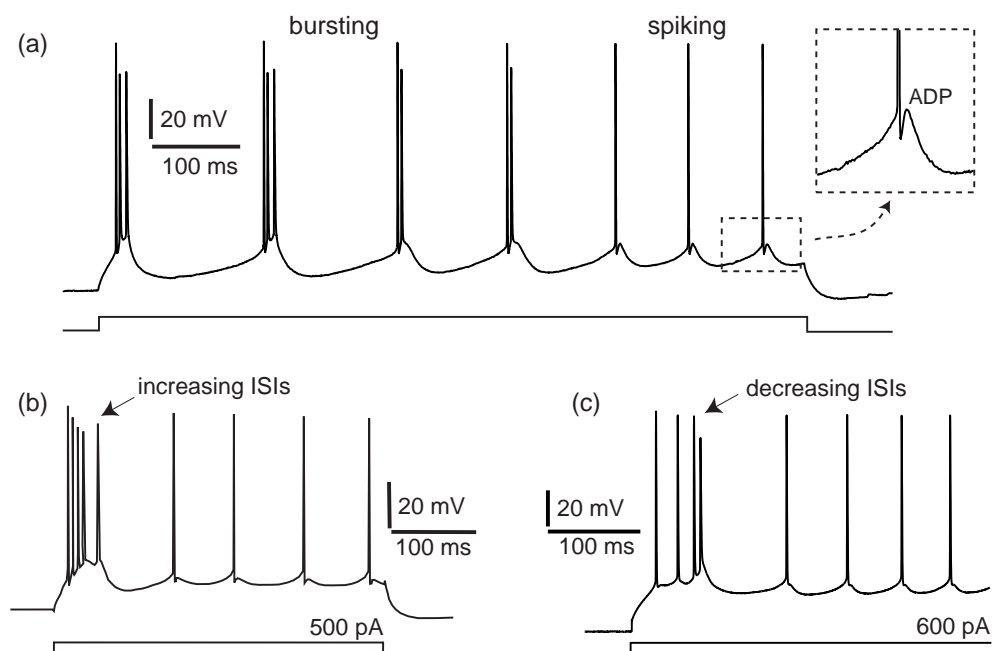 (a)
bursting
spiking
ADP
20 mV
100 ms
(b)
increasing ISIs
20 mV
100 ms
500 pA
(c)
decreasing ISIs
20 mV
100 ms
600 pA